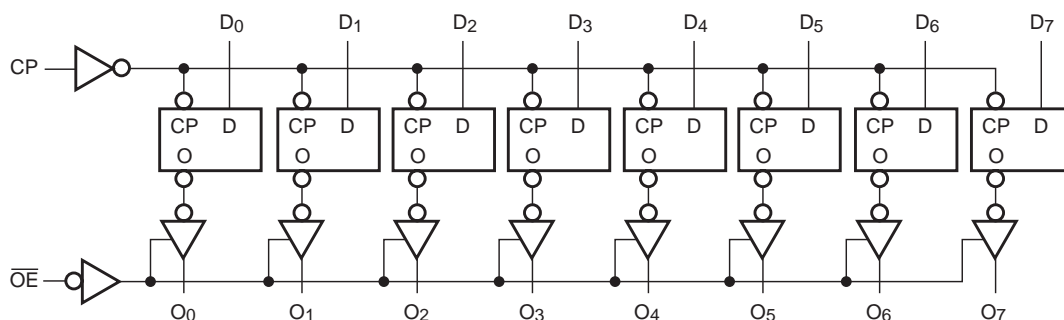 D₀ D₁ D₂ D₃ D₄ D₅ D₆ D₇
CP
CP D CP D CP D CP D CP D CP D CP D CP D
O O O O O O O O
O̅E̅
O₀ O₁ O₂ O₃ O₄ O₅ O₆ O₇